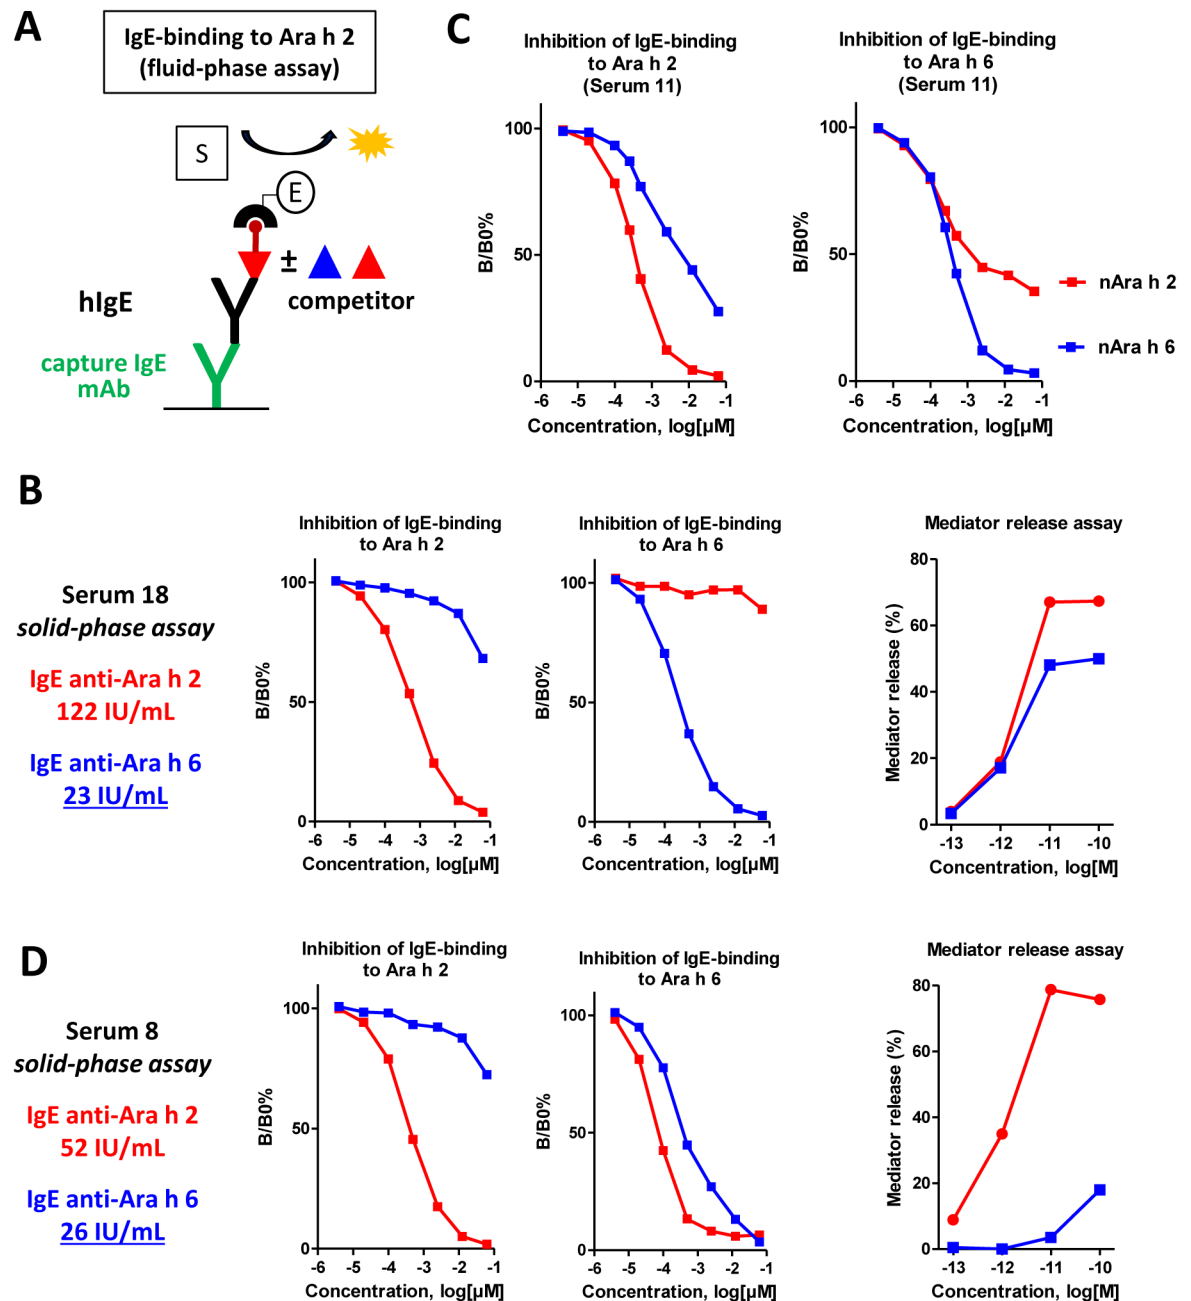 A
IgE-binding to Ara h 2
(fluid-phase assay)
S
E
±
hIgE
competitor
capture IgE
mAb
C
Inhibition of IgE-binding
to Ara h 2
(Serum 11)
B/B0%
100
50
0
-6 -5 -4 -3 -2 -1
Concentration, log[µM]
Inhibition of IgE-binding
to Ara h 6
(Serum 11)
B/B0%
100
50
0
-6 -5 -4 -3 -2 -1
Concentration, log[µM]
nAra h 2
nAra h 6
B
Serum 18
solid-phase assay
IgE anti-Ara h 2
122 IU/mL
IgE anti-Ara h 6
23 IU/mL
Inhibition of IgE-binding
to Ara h 2
B/B0%
100
50
0
-6 -5 -4 -3 -2 -1
Concentration, log[µM]
Inhibition of IgE-binding
to Ara h 6
B/B0%
100
50
0
-6 -5 -4 -3 -2 -1
Concentration, log[µM]
Mediator release assay
Mediator release (%)
80
60
40
20
0
-13 -12 -11 -10
Concentration, log[M]
D
Serum 8
solid-phase assay
IgE anti-Ara h 2
52 IU/mL
IgE anti-Ara h 6
26 IU/mL
Inhibition of IgE-binding
to Ara h 2
B/B0%
100
50
0
-6 -5 -4 -3 -2 -1
Concentration, log[µM]
Inhibition of IgE-binding
to Ara h 6
B/B0%
100
50
0
-6 -5 -4 -3 -2 -1
Concentration, log[µM]
Mediator release assay
Mediator release (%)
80
60
40
20
0
-13 -12 -11 -10
Concentration, log[M]